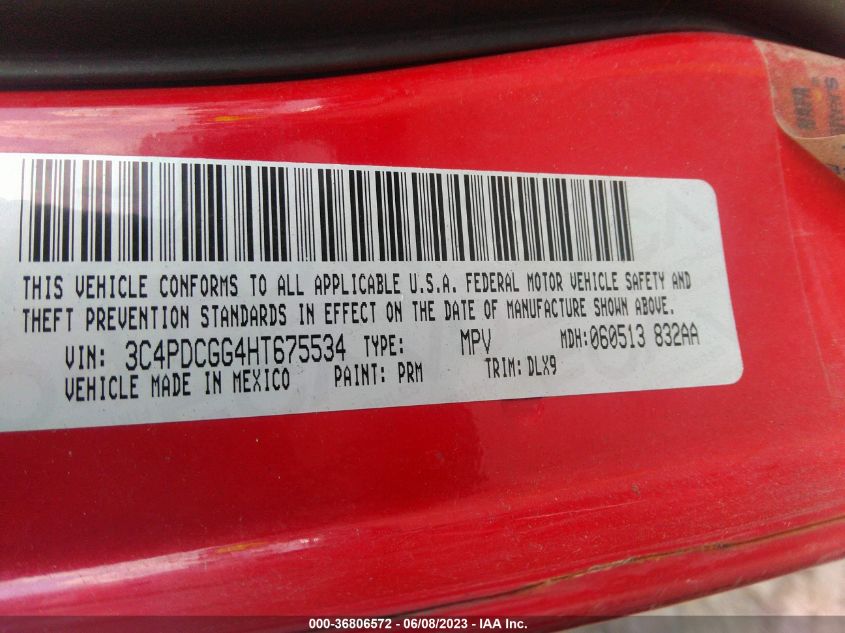 THIS VEHICLE CONFORMS TO ALL APPLICABLE U.S.A. FEDERAL MOTOR VEHICLE SAFETY AND
THEFT PREVENTION STANDARDS IN EFFECT ON THE DATE OF MANUFACTURE SHOWN ABOVE.
VIN: 3C4PDCGG4HT675534 TYPE: MPV MDH:060513 832AA
VEHICLE MADE IN MEXICO PAINT: PRM TRIM:DLX9
000-36806572 - 06/08/2023 - IAA Inc.